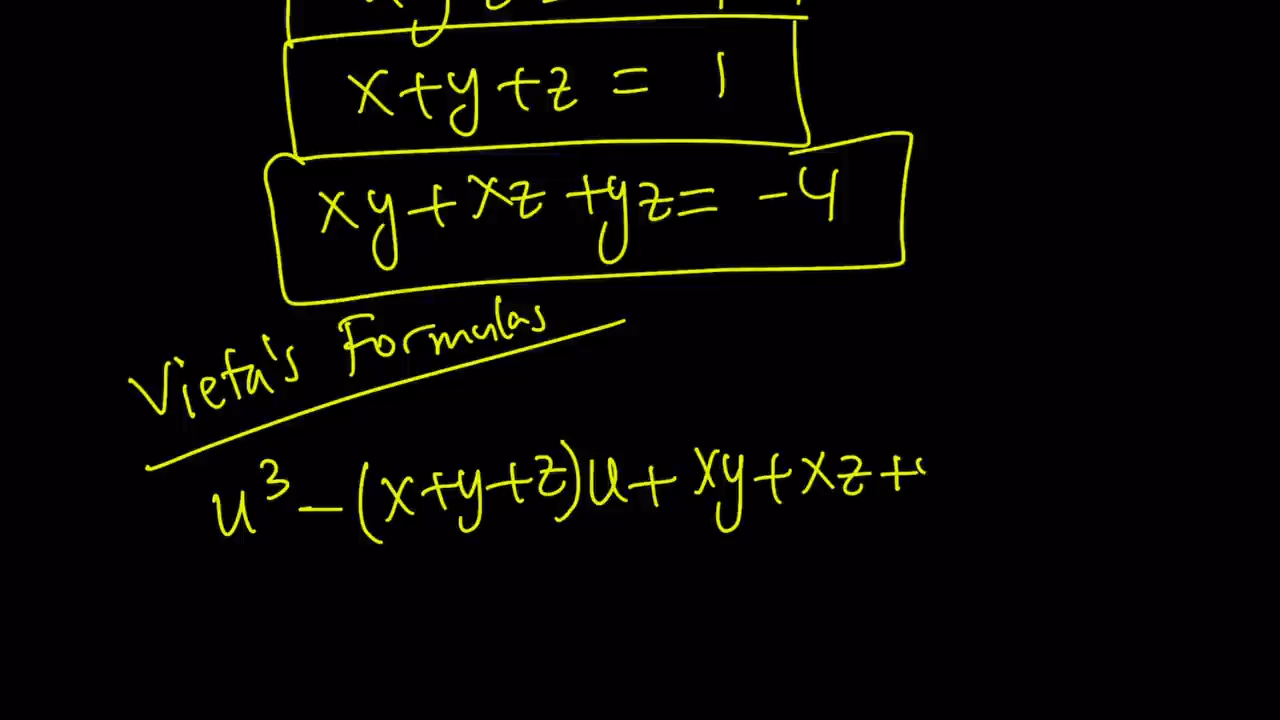 x+y+z = 1
xy+xz+yz= -4
Vieta's Formulas
u³-(x+y+z)u+xy+xz+